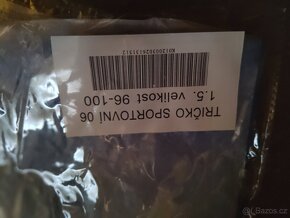 TRIČKO SPORTOVNÍ 06
1.5. velikost 96-100